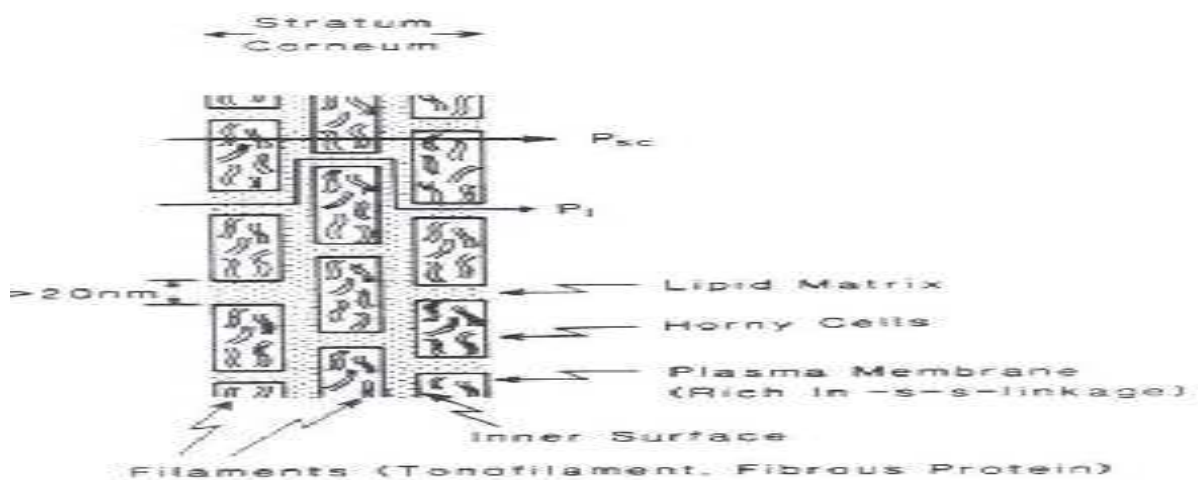 Stratum
Corneum
Psc
PI
>20nm
Lipid Matrix
Horny Cells
Plasma Membrane
(Rich In -s-s-linkage)
Inner Surface
Filaments (Tonofilament, Fibrous Protein)